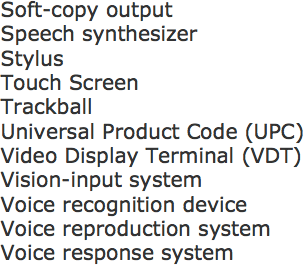 Soft-copy output
Speech synthesizer
Stylus
Touch Screen
Trackball
Universal Product Code (UPC)
Video Display Terminal (VDT)
Vision-input system
Voice recognition device
Voice reproduction system
Voice response system